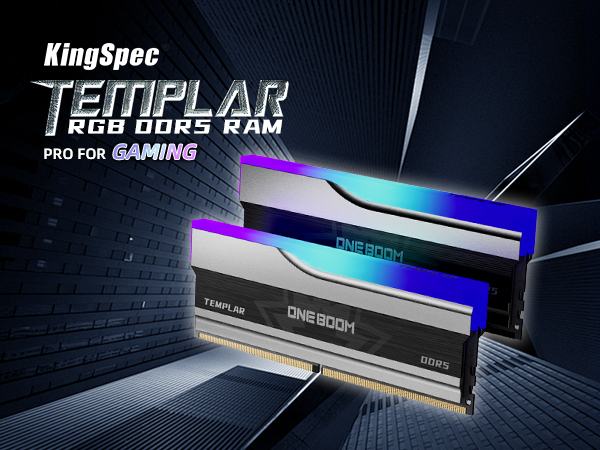 KingSpec
TEMPLAR
RGB DDR5 RAM
PRO FOR GAMING
ONEBOOM
TEMPLAR
ONEBOOM
DDR5